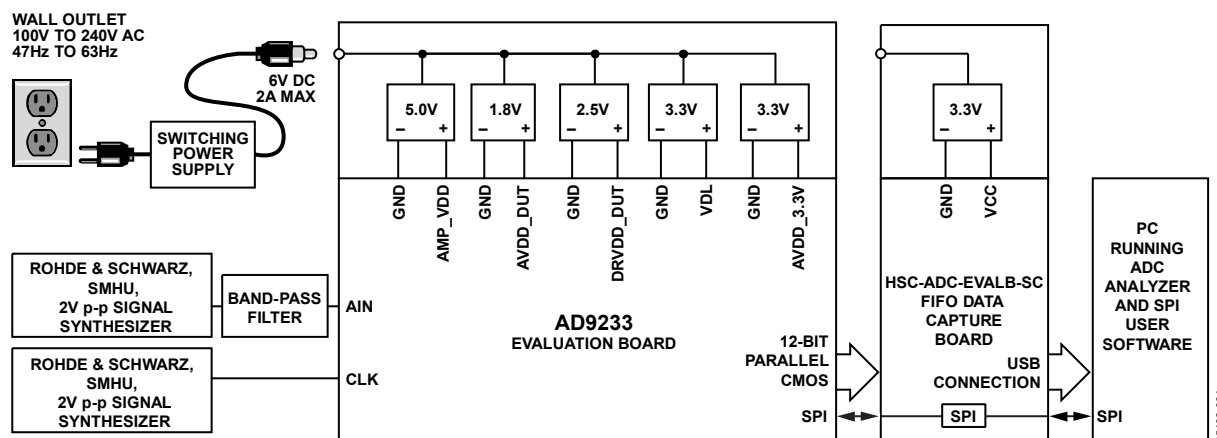 WALL OUTLET
100V TO 240V AC
47Hz TO 63Hz
6V DC
2A MAX
SWITCHING
POWER
SUPPLY
5.0V
– +
1.8V
– +
2.5V
– +
3.3V
– +
3.3V
– +
3.3V
– +
GND
AMP_VDD
GND
AVDD_DUT
GND
DRVDD_DUT
GND
VDL
GND
AVDD_3.3V
GND
VCC
ROHDE & SCHWARZ,
SMHU,
2V p-p SIGNAL
SYNTHESIZER
BAND-PASS
FILTER
AIN
ROHDE & SCHWARZ,
SMHU,
2V p-p SIGNAL
SYNTHESIZER
CLK
AD9233
EVALUATION BOARD
12-BIT
PARALLEL
CMOS
SPI
HSC-ADC-EVALB-SC
FIFO DATA
CAPTURE
BOARD
USB
CONNECTION
SPI
PC
RUNNING
ADC
ANALYZER
AND SPI
USER
SOFTWARE
SPI